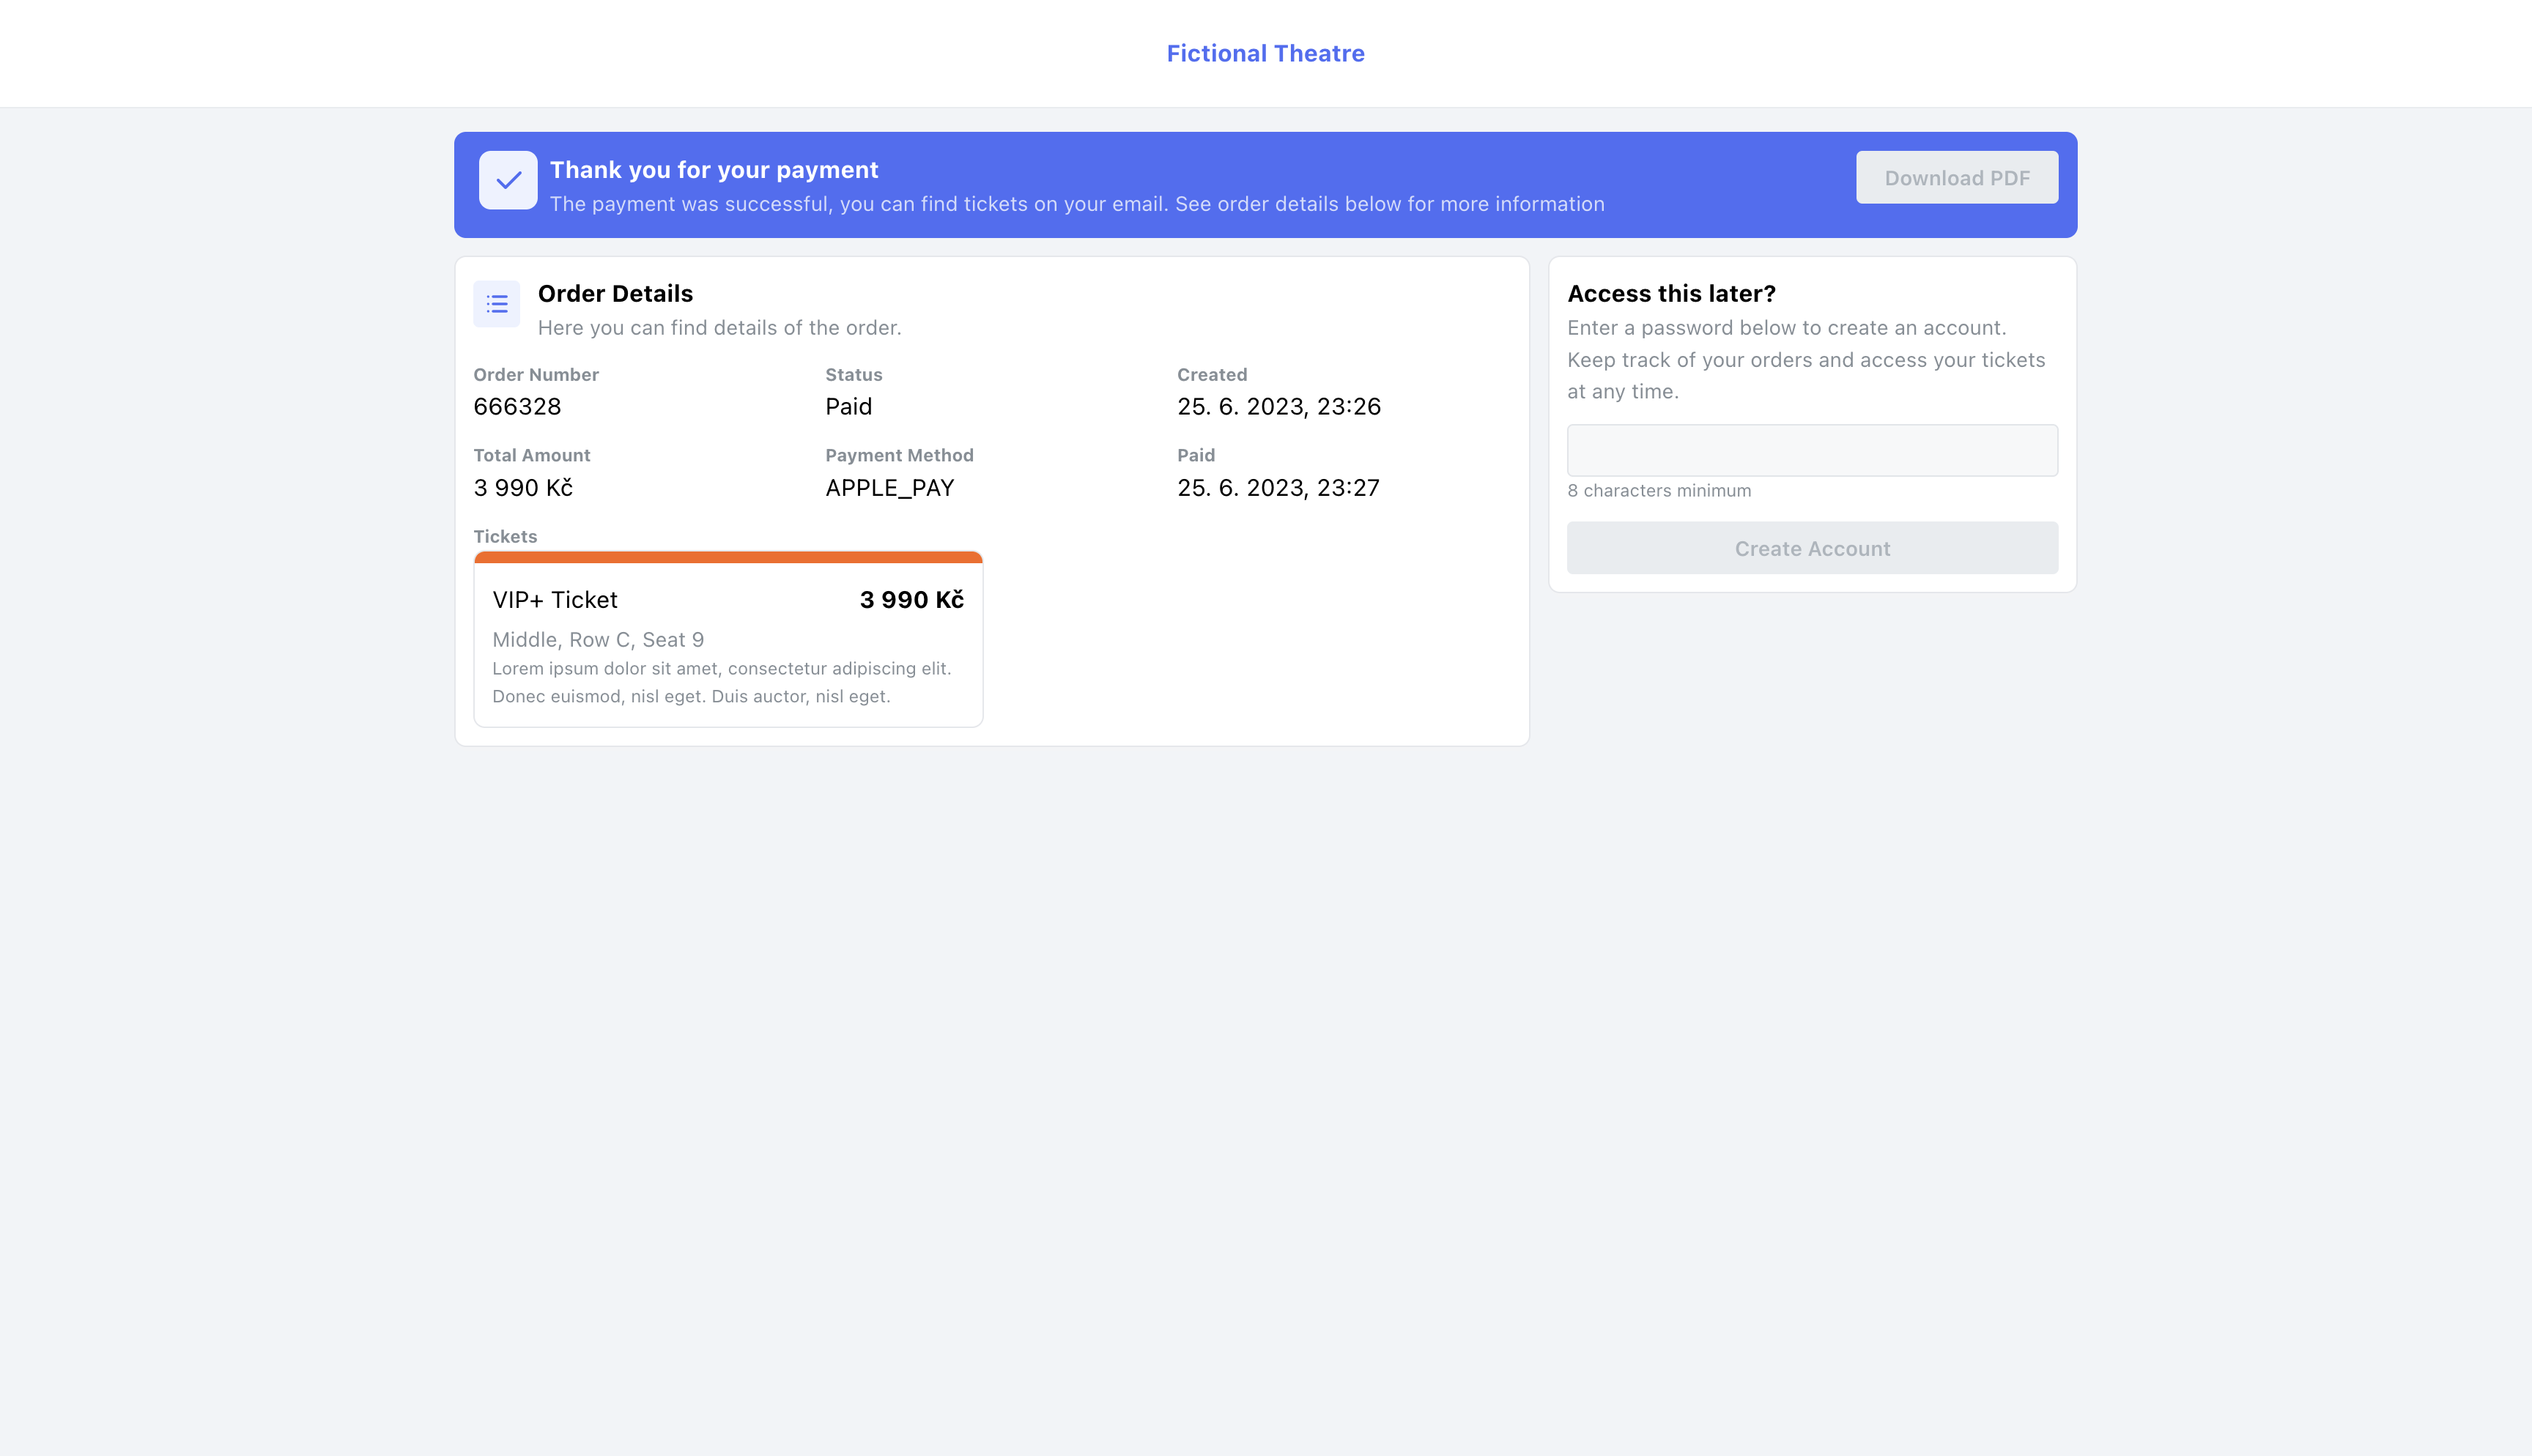 Fictional Theatre
Thank you for your payment
The payment was successful, you can find tickets on your email. See order details below for more information
Download PDF
Order Details
Here you can find details of the order.
Order Number
666328
Status
Paid
Created
25. 6. 2023, 23:26
Total Amount
3 990 Kč
Payment Method
APPLE_PAY
Paid
25. 6. 2023, 23:27
Tickets
VIP+ Ticket
3 990 Kč
Middle, Row C, Seat 9
Lorem ipsum dolor sit amet, consectetur adipiscing elit.
Donec euismod, nisl eget. Duis auctor, nisl eget.
Access this later?
Enter a password below to create an account.
Keep track of your orders and access your tickets
at any time.
8 characters minimum
Create Account